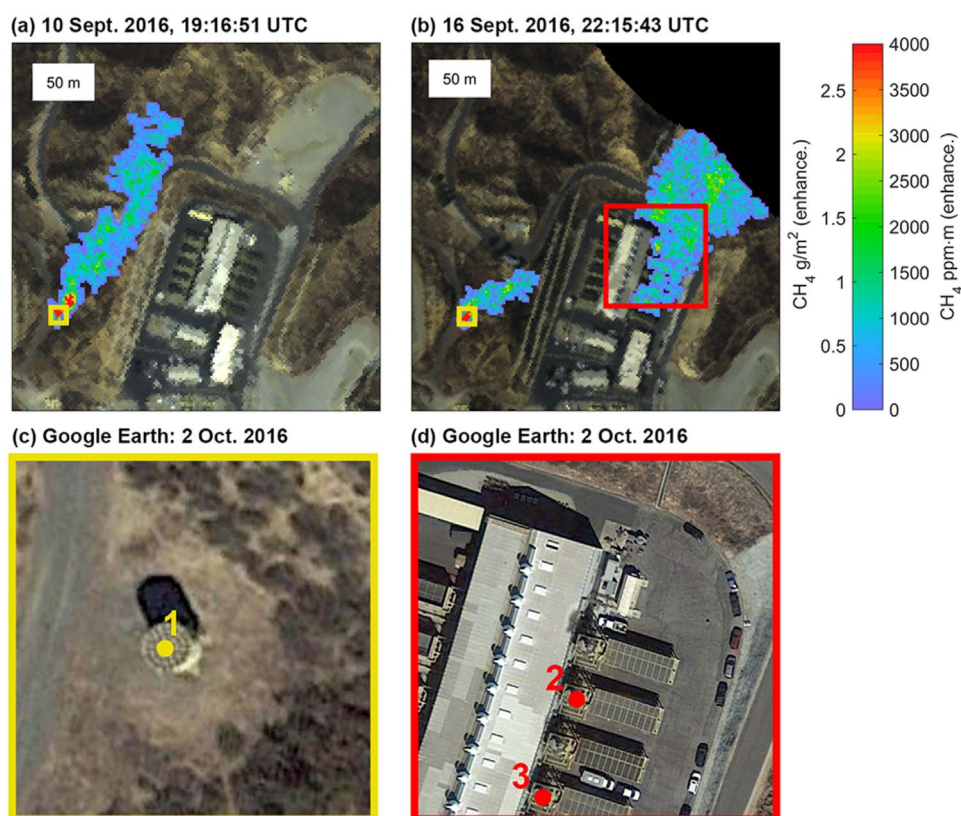 (a) 10 Sept. 2016, 19:16:51 UTC
(b) 16 Sept. 2016, 22:15:43 UTC
50 m
50 m
4000
3500
3000
2500
2000
1500
1000
500
0
2.5
2
1.5
1
0.5
0
CH₄ g/m² (enhance.)
CH₄ ppm·m (enhance.)
(c) Google Earth: 2 Oct. 2016
(d) Google Earth: 2 Oct. 2016
1
2
3